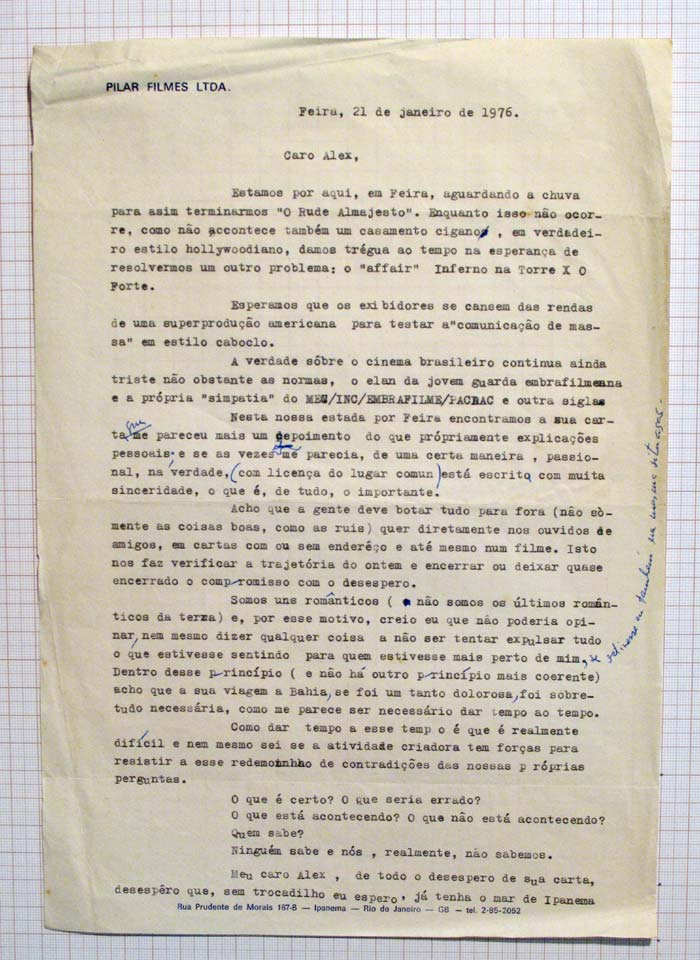 PILAR FILMES LTDA.
Feira, 21 de janeiro de 1976.
Caro Alex,
Estamos por aqui, em Feira, aguardando a chuva
para asim terminarmos "O Rude Almajesto". Enquanto isso não ocor-
re, como não accontece também um casamento cigano , em verdadei-
ro estilo hollywoodiano, damos trégua ao tempo na esperança de
resolvermos um outro problema: o "affair" Inferno na Torre X O
Forte.
Esperamos que os exibidores se cansem das rendas
de uma superprodução americana para testar a"comunicação de mas-
sa" em estilo caboclo.
A verdade sôbre o cinema brasileiro continua ainda
triste não obstante as normas, o elan da jovem guarda embrafilmeana
e a própria "simpatia" do MEC/INC/EMBRAFILME/PACBAC e outra siglas
Nesta nossa estada por Feira encontramos a sua car-
ta que me pareceu mais um depoimento do que própriamente explicações
pessoais. e se as vezes me parecia, de uma certa maneira , passio-
nal, na verdade, (com licença do lugar comun) está escrita com muita
sinceridade, o que é, de tudo, o importante.
Acho que a gente deve botar tudo para fora (não sò-
mente as coisas boas, como as ruis) quer diretamente nos ouvidos de
amigos, em cartas com ou sem enderêço e até mesmo num filme. Isto
nos faz verificar a trajetória do ontem e encerrar ou deixar quase
encerrado o compromisso com o desespero.
Somos uns românticos ( não somos os últimos român-
ticos da terra) e, por esse motivo, creio eu que não poderia opi-
nar, nem mesmo dizer qualquer coisa a não ser tentar expulsar tudo
o que estivesse sentindo para quem estivesse mais perto de mim, se estivesse eu também na mesma situação.
Dentro desse princípio ( e não há outro princípio mais coerente)
acho que a sua viagem a Bahia, se foi um tanto dolorosa, foi sobre-
tudo necessária, como me parece ser necessário dar tempo ao tempo.
Como dar tempo a esse temp o é que é realmente
difícil e nem mesmo sei se a atividade criadora tem forças para
resistir a esse redemoinho de contradições das nossas p róprias
perguntas.
O que é certo? O que seria errado?
O que está acontecendo? O que não está acontecendo?
Quem sabe?
Ninguém sabe e nós , realmente, não sabemos.
Meu caro Alex , de todo o desespero de sua carta,
desespêro que, sem trocadilho eu espero, já tenha o mar de Ipanema
Rua Prudente de Morais 167-B — Ipanema — Rio de Janeiro — GB — tel. 2-85-2052